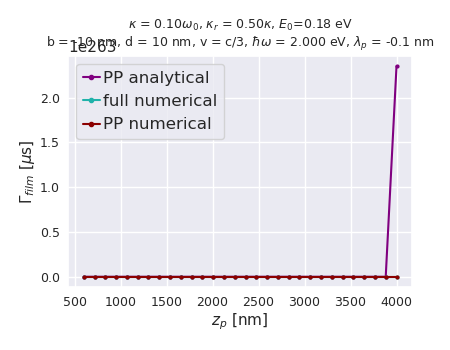 κ = 0.10ω₀, κᵣ = 0.50κ, E₀=0.18 eV
b = -10 nm, d = 10 nm, v = c/3, ħω = 2.000 eV, λₚ = -0.1 nm
1e263
PP analytical
full numerical
PP numerical
2.0
1.5
1.0
0.5
0.0
Γ_film [μs]
500 1000 1500 2000 2500 3000 3500 4000
zₚ [nm]